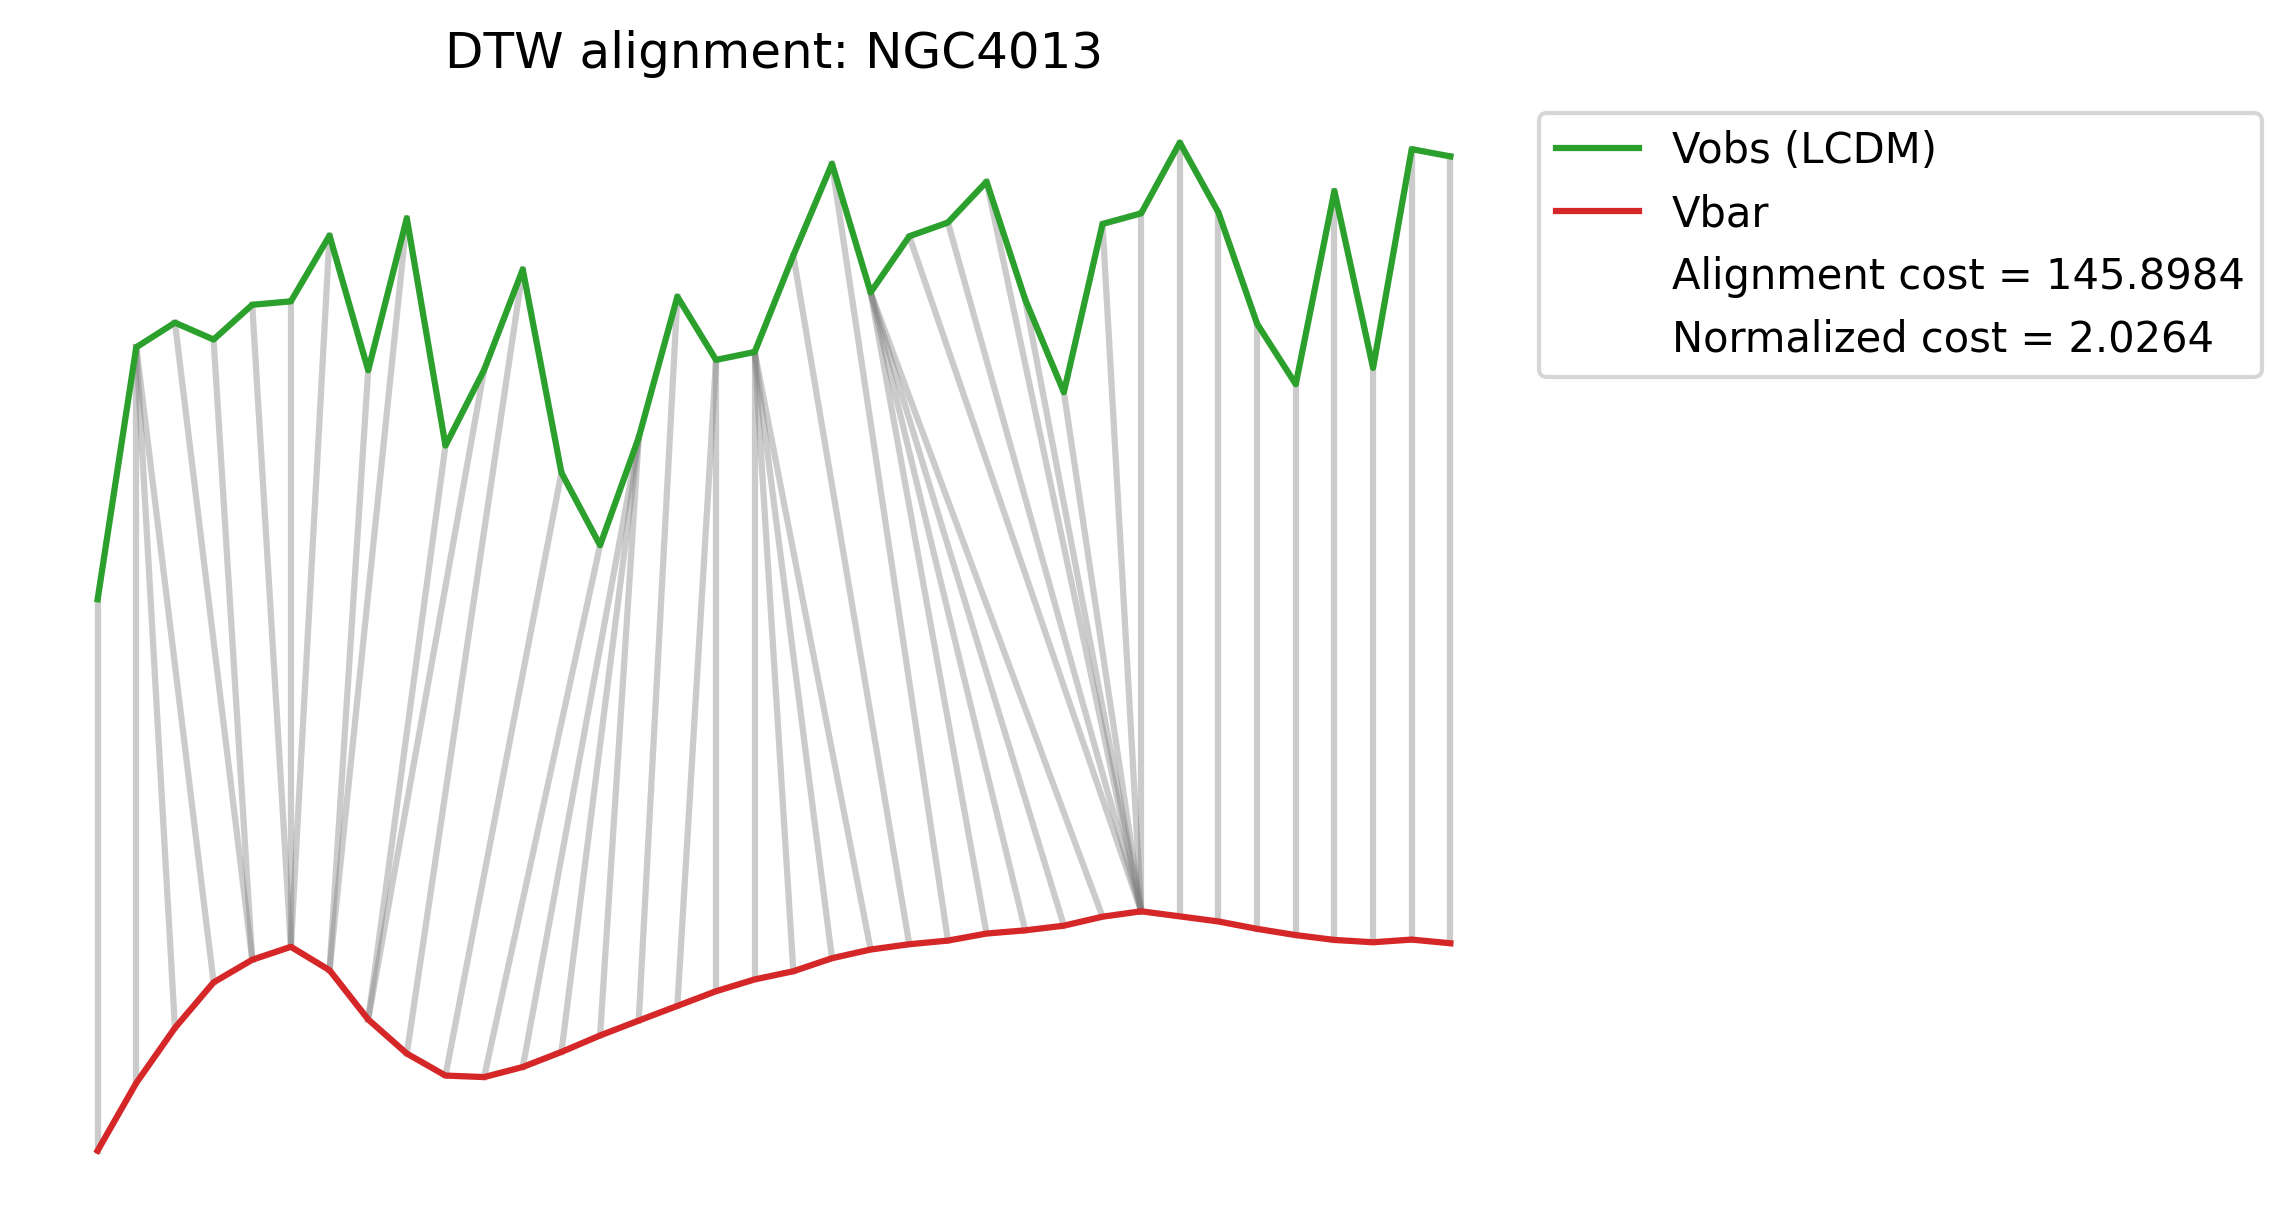 DTW alignment: NGC4013
Vobs (LCDM)
Vbar
Alignment cost = 145.8984
Normalized cost = 2.0264